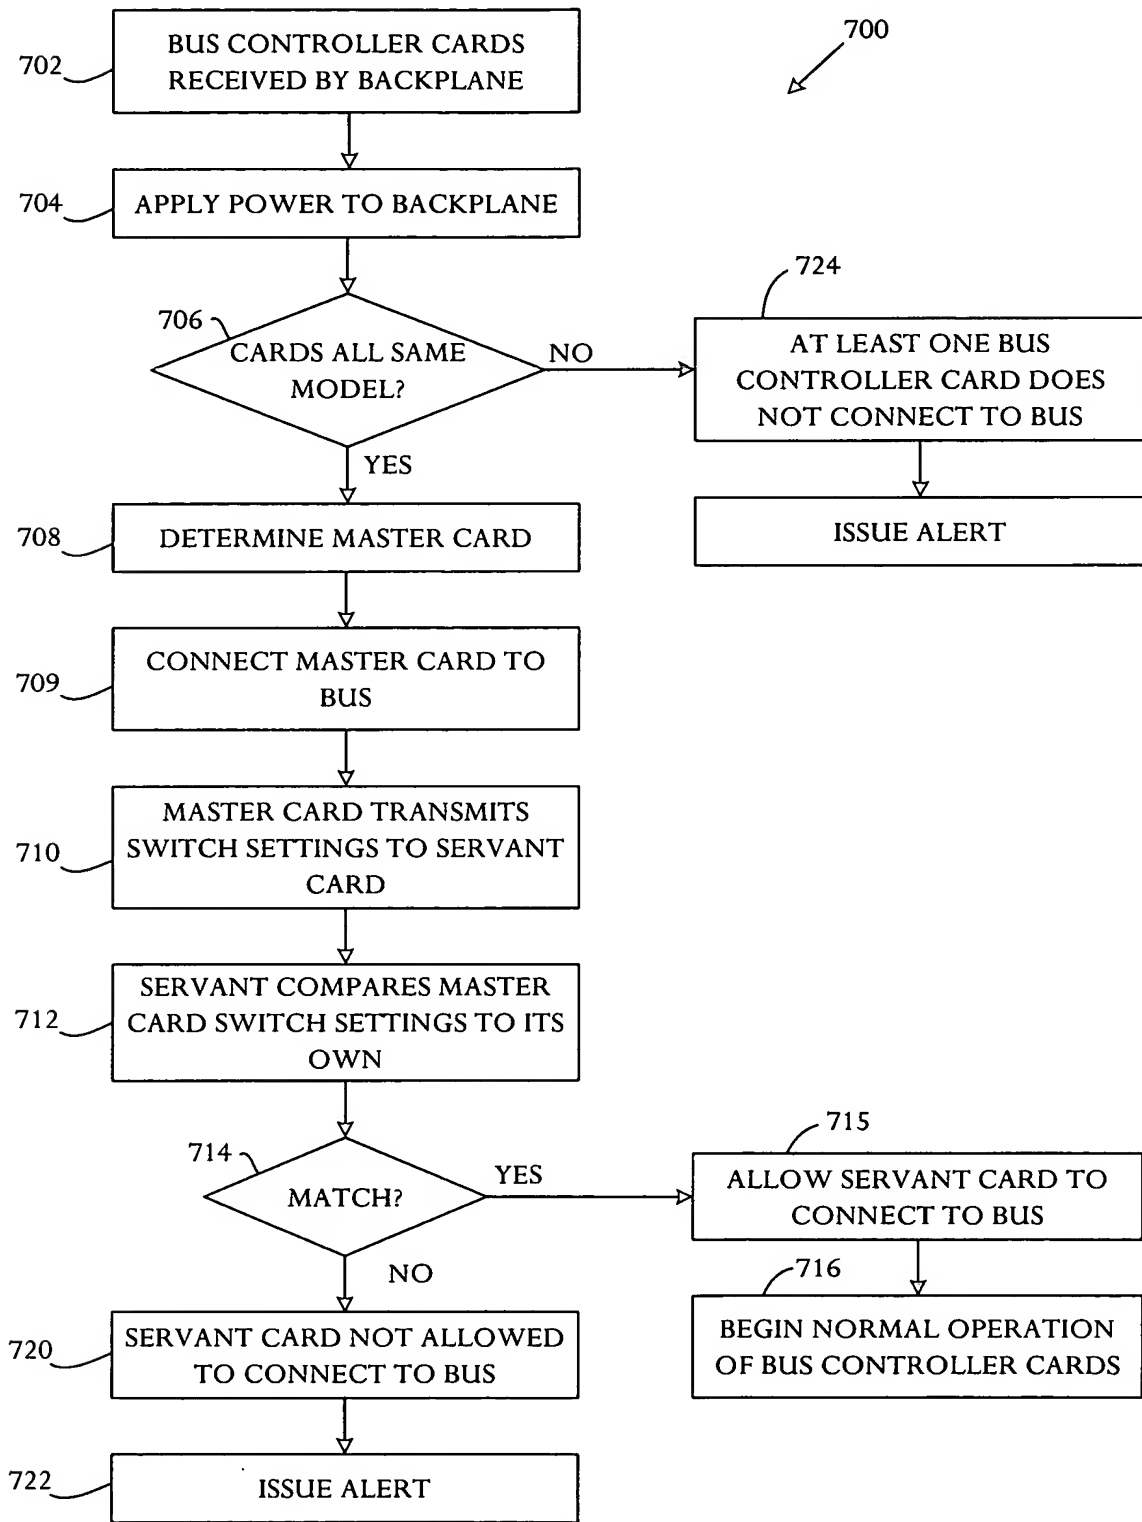 700
702
BUS CONTROLLER CARDS
RECEIVED BY BACKPLANE
704
APPLY POWER TO BACKPLANE
706
CARDS ALL SAME
MODEL?
NO
YES
724
AT LEAST ONE BUS
CONTROLLER CARD DOES
NOT CONNECT TO BUS
ISSUE ALERT
708
DETERMINE MASTER CARD
709
CONNECT MASTER CARD TO
BUS
710
MASTER CARD TRANSMITS
SWITCH SETTINGS TO SERVANT
CARD
712
SERVANT COMPARES MASTER
CARD SWITCH SETTINGS TO ITS
OWN
714
MATCH?
YES
NO
715
ALLOW SERVANT CARD TO
CONNECT TO BUS
716
BEGIN NORMAL OPERATION
OF BUS CONTROLLER CARDS
720
SERVANT CARD NOT ALLOWED
TO CONNECT TO BUS
722
ISSUE ALERT